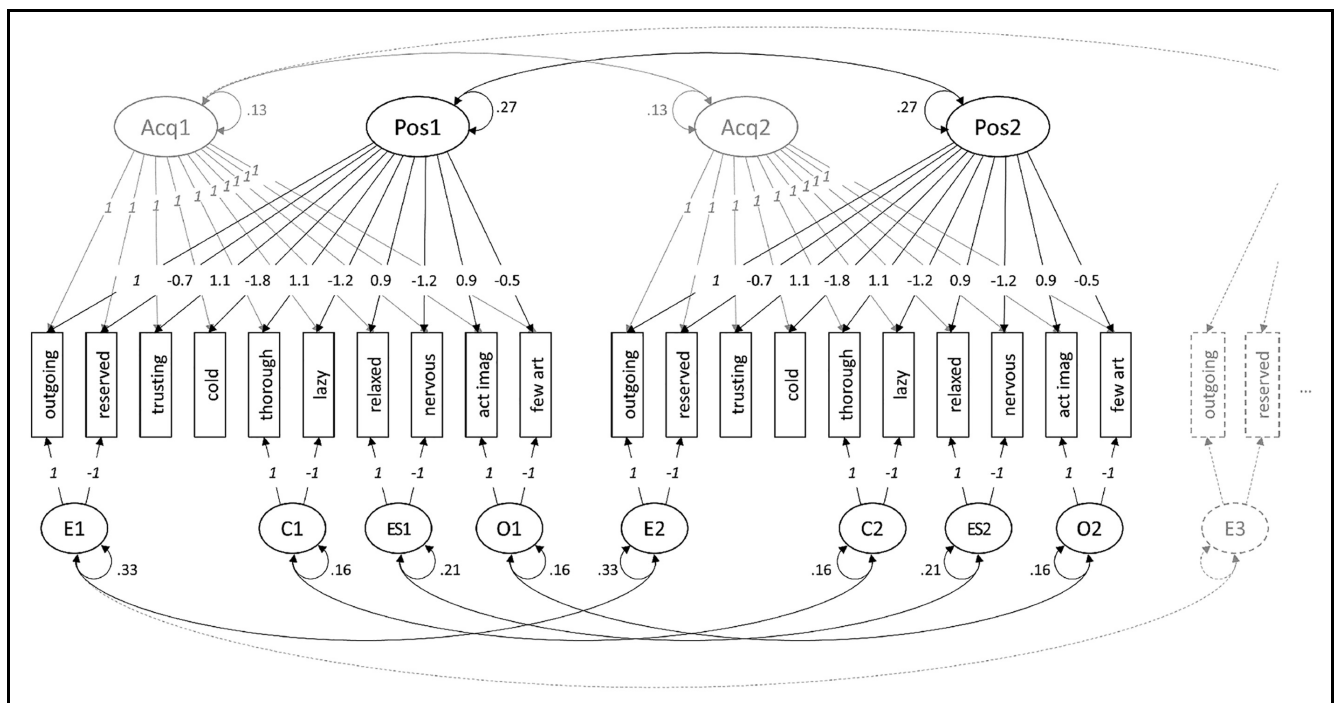 Acq1 .13 Pos1 .27 .13 Acq2 .27 Pos2
1 1 1 1 1 1 1 1 1 1 1 1 1 1 1 1 1 1 1 1
1 -0.7 1.1 -1.8 1.1 -1.2 0.9 -1.2 0.9 -0.5 1 -0.7 1.1 -1.8 1.1 -1.2 0.9 -1.2 0.9 -0.5
outgoing reserved trusting cold thorough lazy relaxed nervous act imag few art outgoing reserved trusting cold thorough lazy relaxed nervous act imag few art outgoing reserved ...
1 -1 1 -1 1 -1 1 -1 1 -1 1 -1 1 -1 1 -1
E1 C1 ES1 O1 E2 C2 ES2 O2 E3
.33 .16 .21 .16 .33 .16 .21 .16